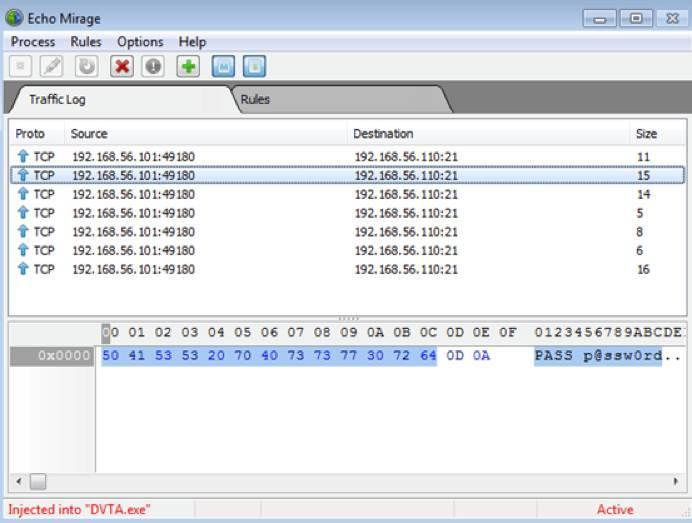 Echo Mirage
Process Rules Options Help
Traffic Log Rules
Proto Source Destination Size
TCP 192.168.56.101:49180 192.168.56.110:21 11
TCP 192.168.56.101:49180 192.168.56.110:21 15
TCP 192.168.56.101:49180 192.168.56.110:21 14
TCP 192.168.56.101:49180 192.168.56.110:21 5
TCP 192.168.56.101:49180 192.168.56.110:21 8
TCP 192.168.56.101:49180 192.168.56.110:21 6
TCP 192.168.56.101:49180 192.168.56.110:21 16
00 01 02 03 04 05 06 07 08 09 0A 0B 0C 0D 0E 0F 0123456789ABCDE
0x0000 50 41 53 53 20 70 40 73 73 77 30 72 64 0D 0A PASS p@ssw0rd..
Injected into "DVTA.exe" Active